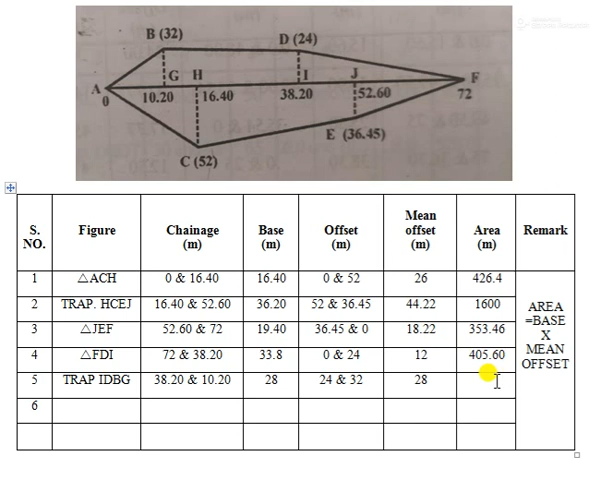 B (32)
D (24)
A
G
H
I
J
F
0
10.20
16.40
38.20
52.60
72
E (36.45)
C (52)
S. NO. Figure Chainage (m) Base (m) Offset (m) Mean offset (m) Area (m) Remark
1 △ACH 0 & 16.40 16.40 0 & 52 26 426.4
2 TRAP. HCEJ 16.40 & 52.60 36.20 52 & 36.45 44.22 1600
3 △JEF 52.60 & 72 19.40 36.45 & 0 18.22 353.46
4 △FDI 72 & 38.20 33.8 0 & 24 12 405.60
5 TRAP IDBG 38.20 & 10.20 28 24 & 32 28
6
AREA
=BASE
X
MEAN
OFFSET